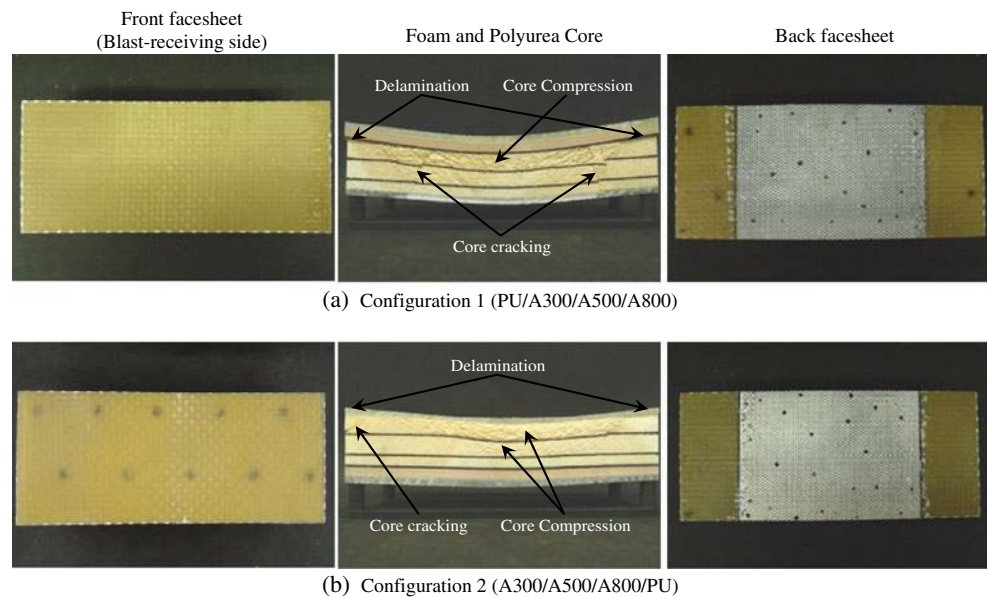 Front facesheet
(Blast-receiving side)
Foam and Polyurea Core
Back facesheet
Delamination
Core Compression
Core cracking
(a) Configuration 1 (PU/A300/A500/A800)
Delamination
Core cracking
Core Compression
(b) Configuration 2 (A300/A500/A800/PU)